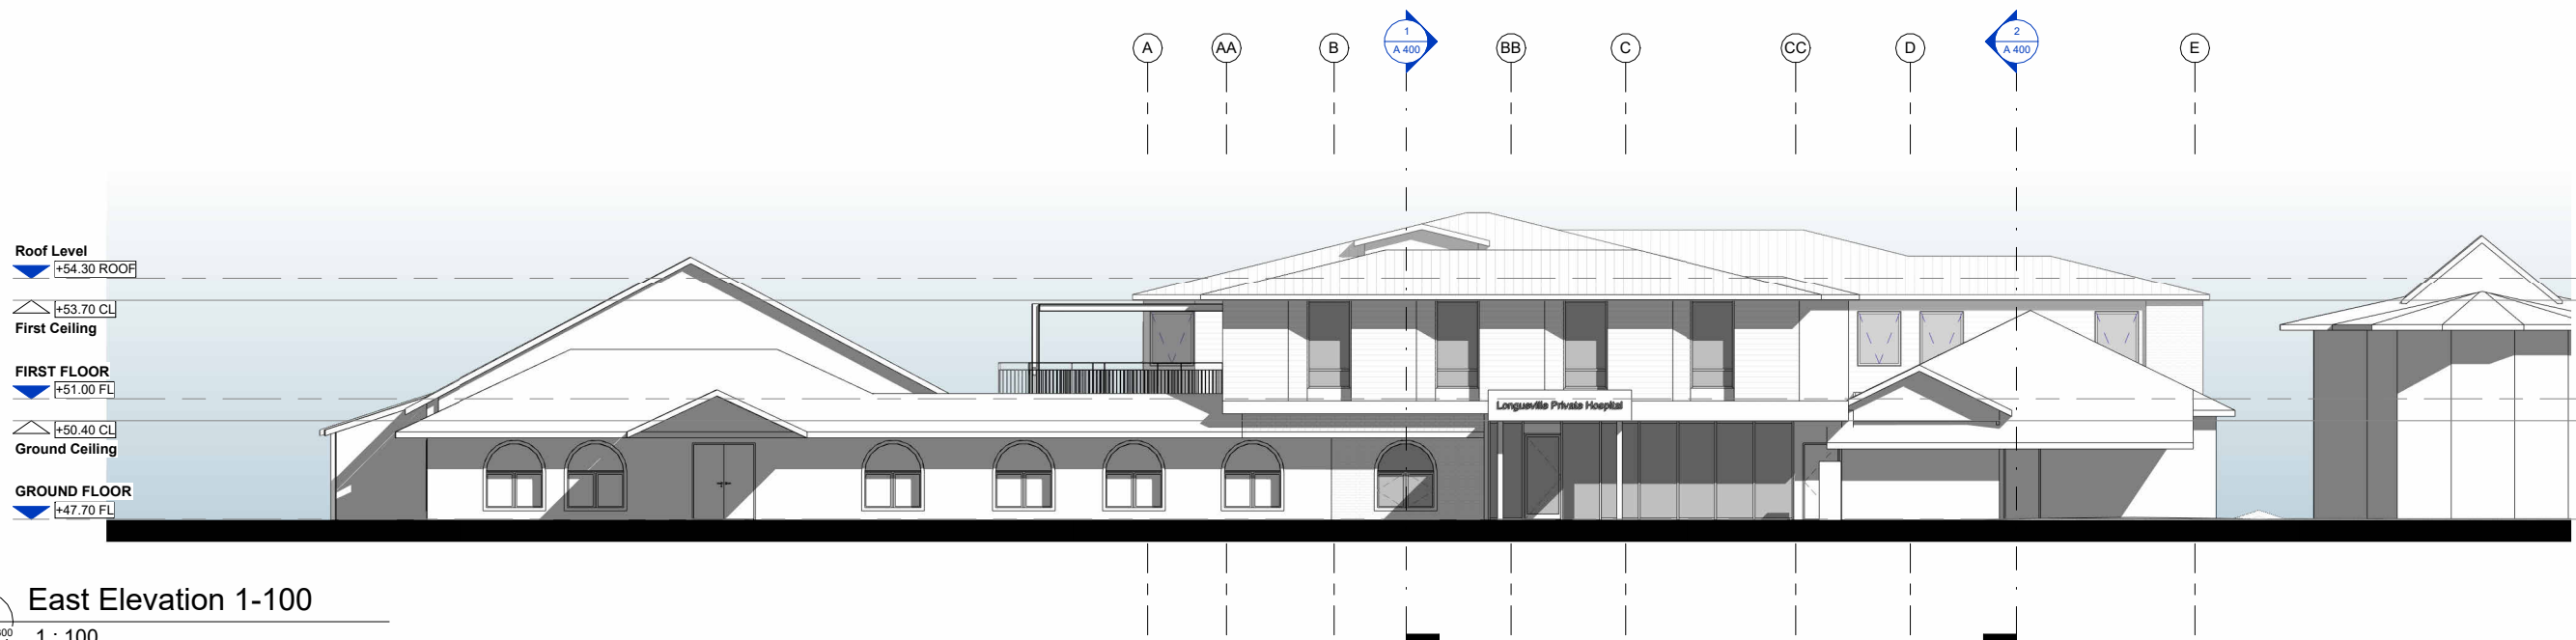 A AA B 1 BB C CC D 2 E
A 400 A 400
Roof Level
+54.30 ROOF
+53.70 CL
First Ceiling
FIRST FLOOR
+51.00 FL
+50.40 CL
Ground Ceiling
GROUND FLOOR
+47.70 FL
Longueville Private Hospital
East Elevation 1-100
1 : 100